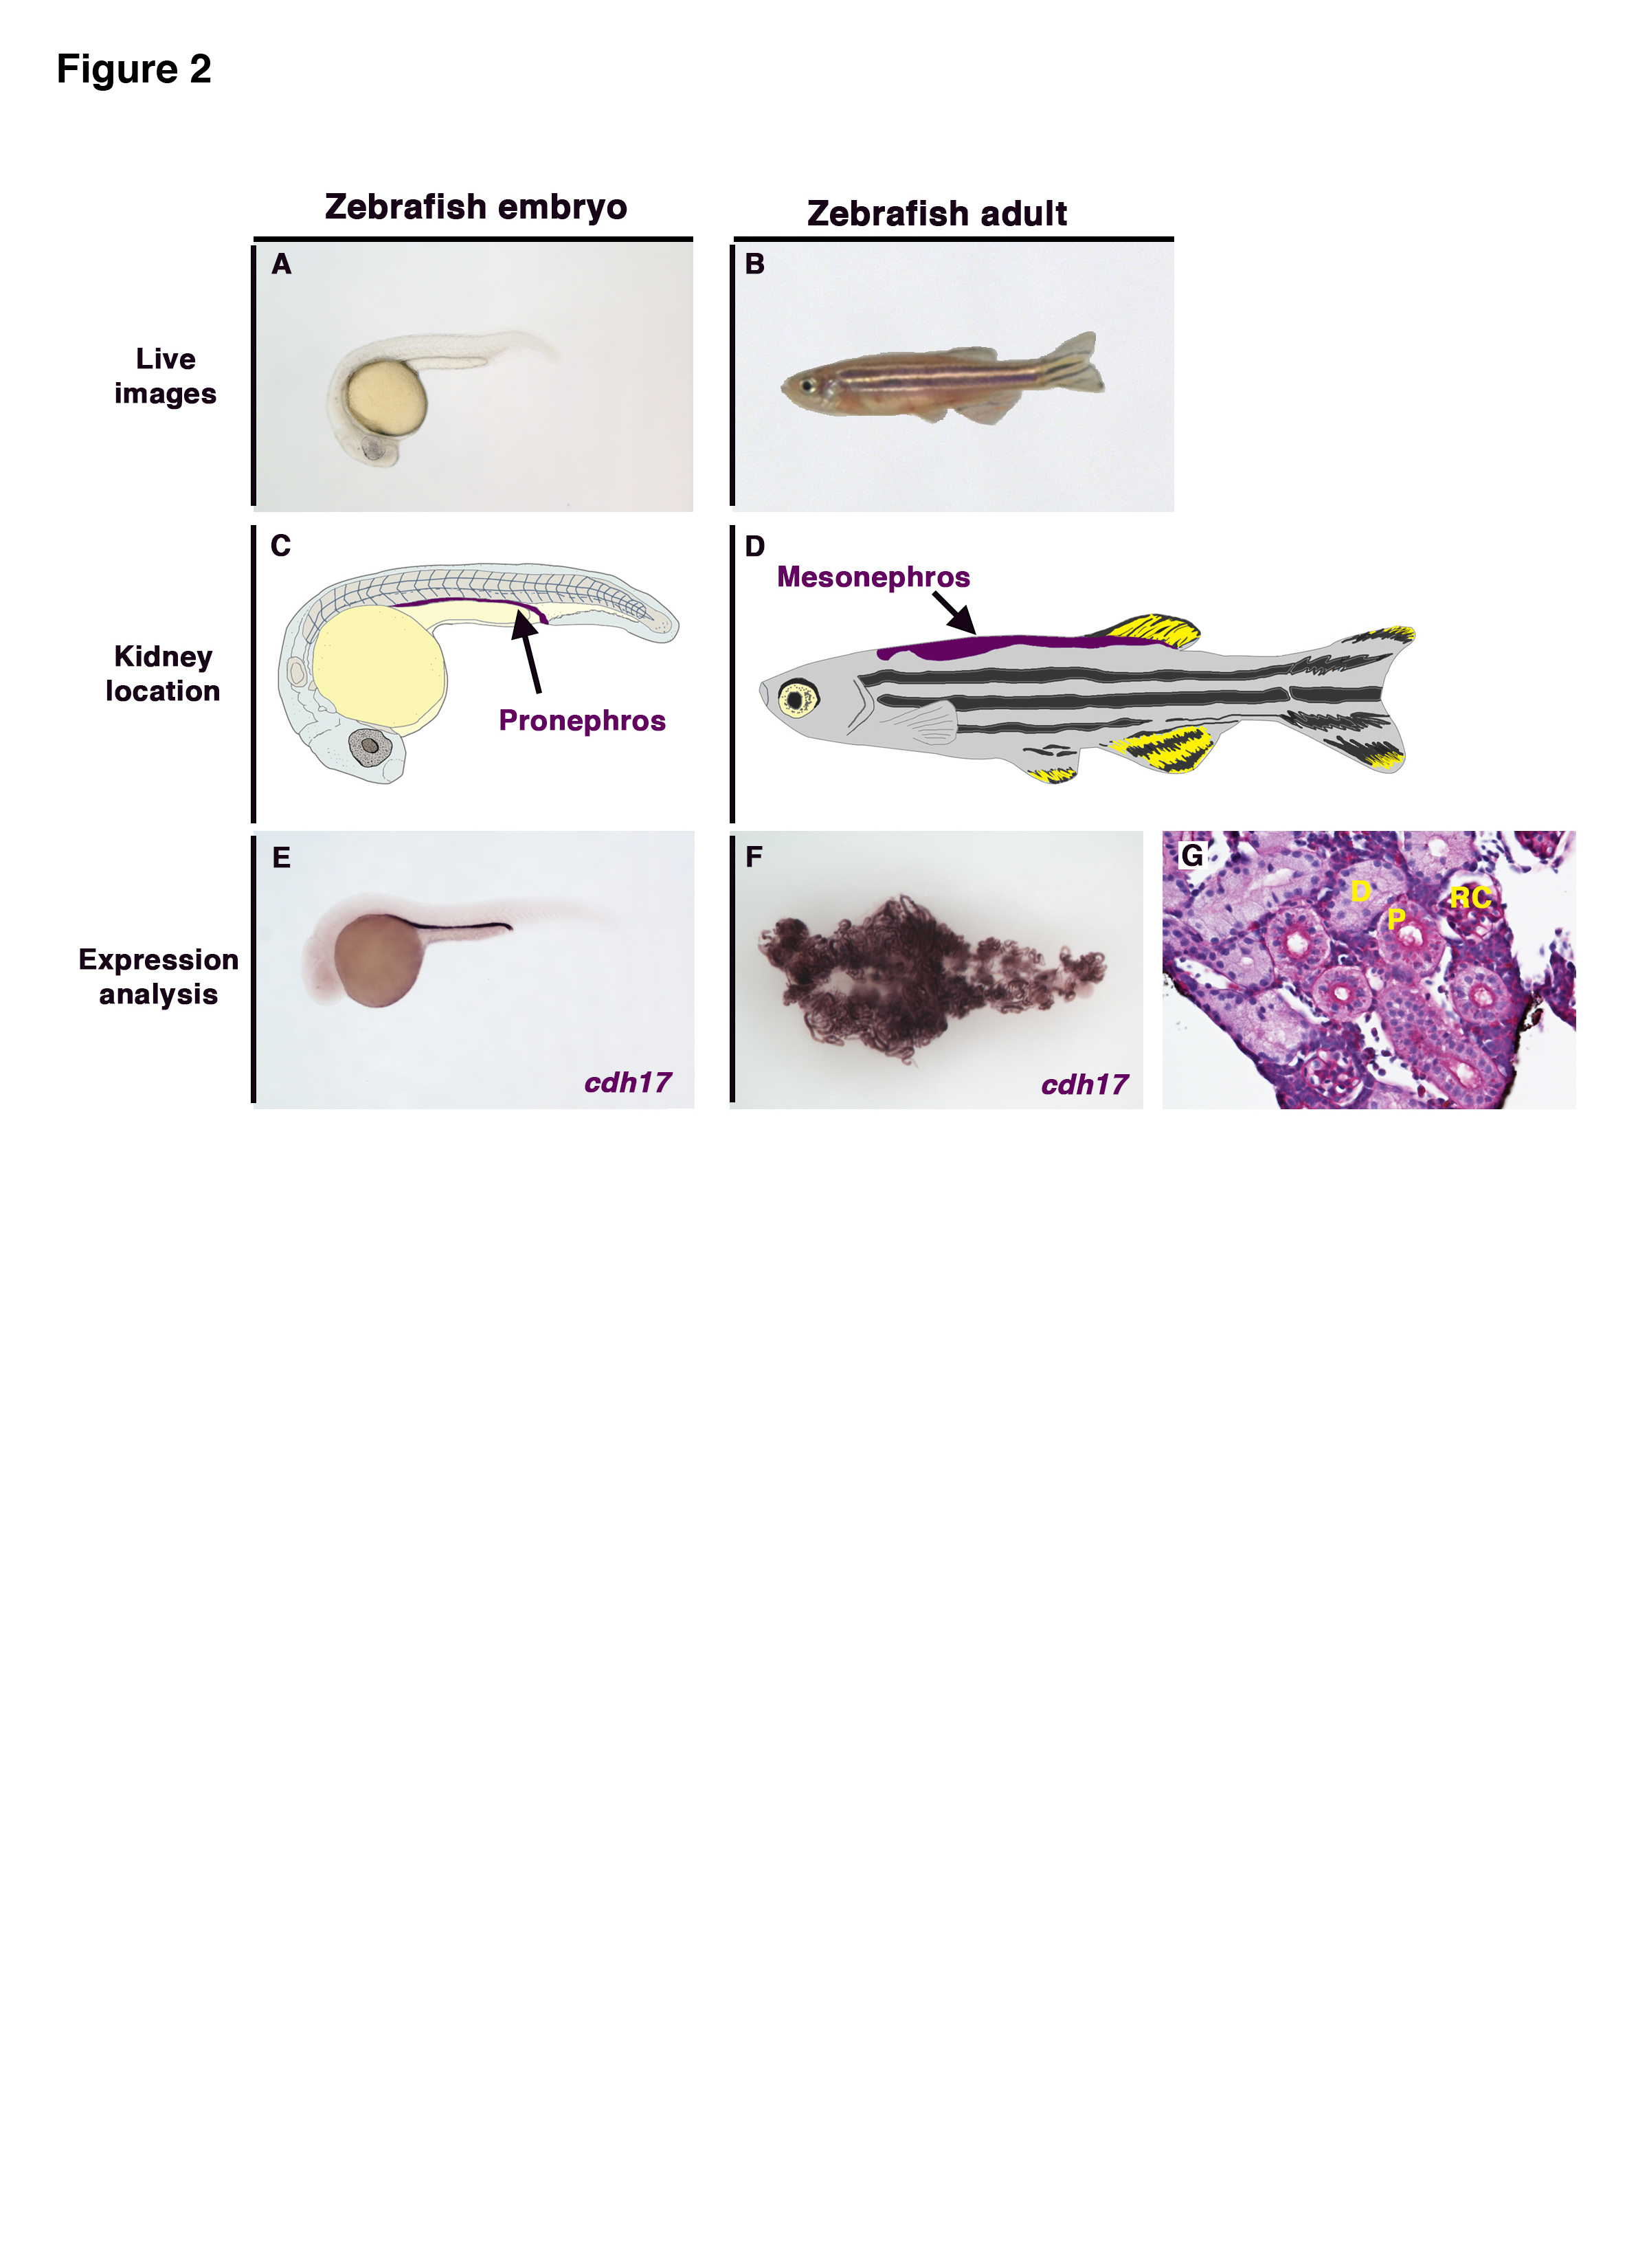 Figure 2
Zebrafish embryo
Zebrafish adult
A
B
Live
images
C
D
Mesonephros
Kidney
location
Pronephros
E
F
G
D
P
RC
Expression
analysis
cdh17
cdh17